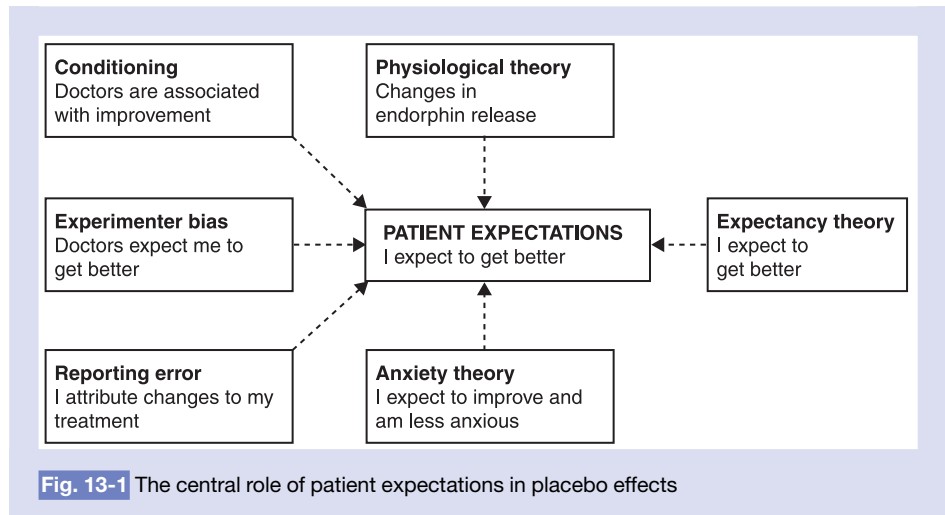 Conditioning
Doctors are associated
with improvement
Physiological theory
Changes in
endorphin release
Experimenter bias
Doctors expect me to
get better
PATIENT EXPECTATIONS
I expect to get better
Expectancy theory
I expect to
get better
Reporting error
I attribute changes to my
treatment
Anxiety theory
I expect to improve and
am less anxious
Fig. 13-1 The central role of patient expectations in placebo effects